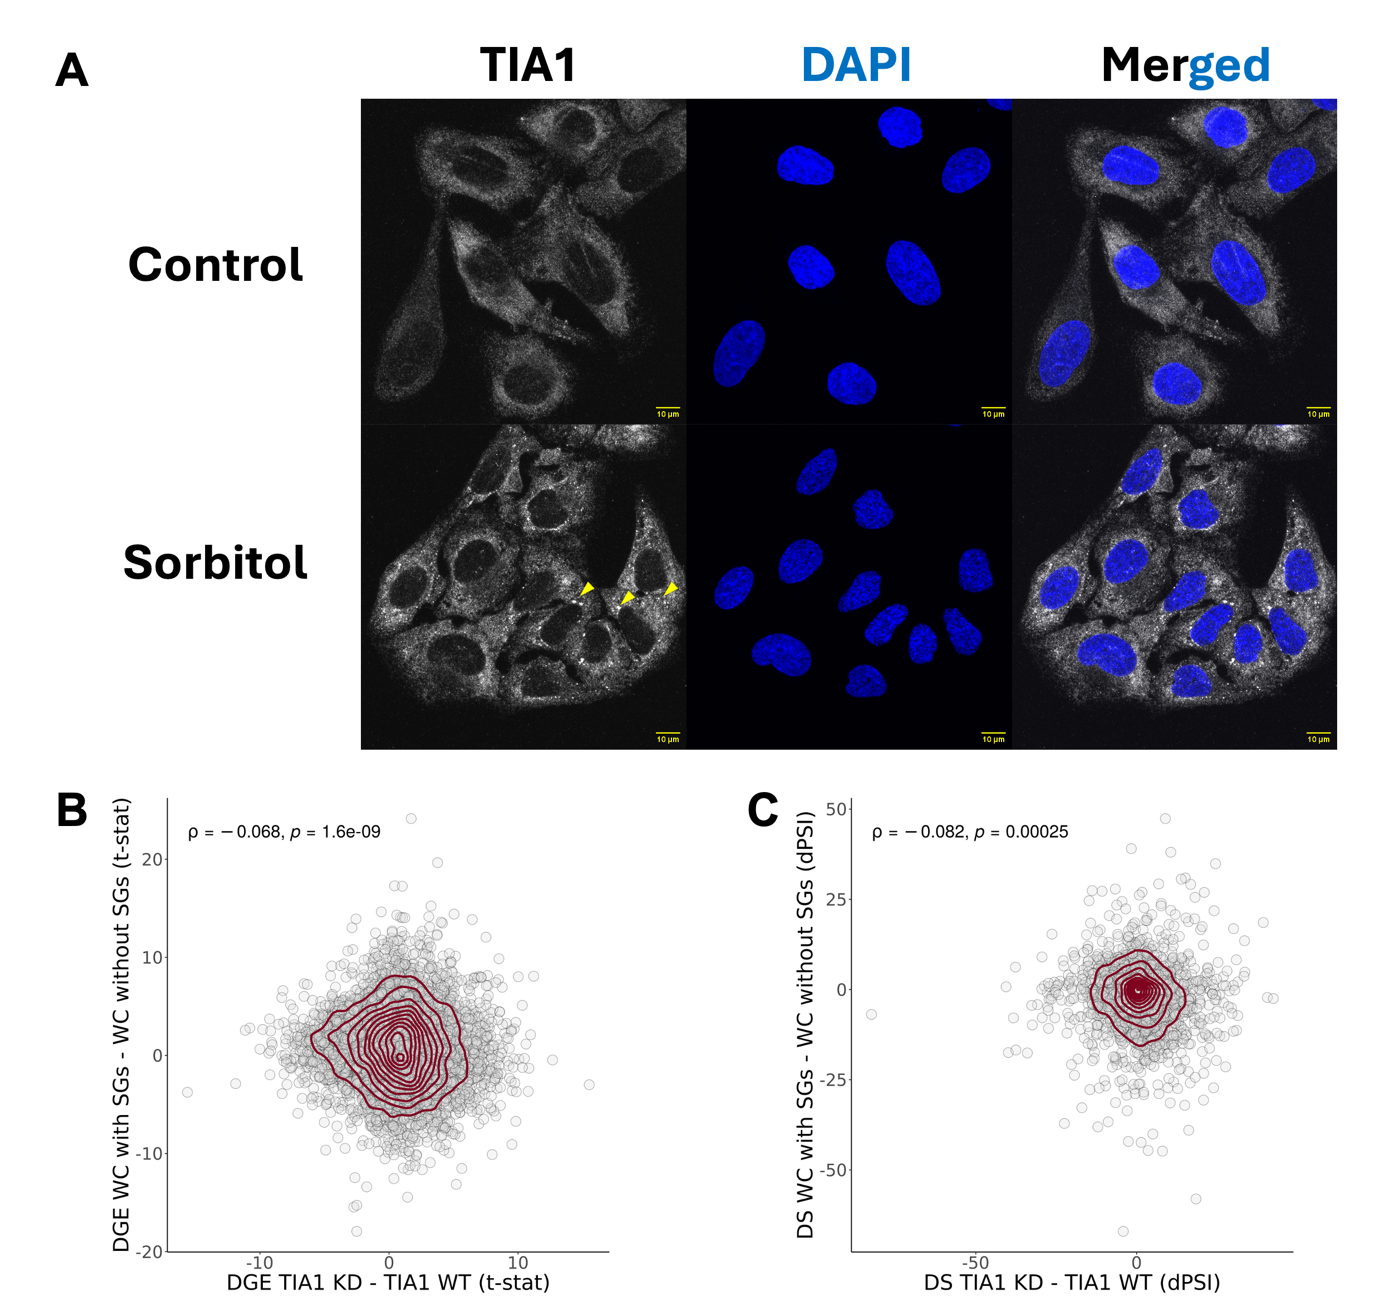 A
TIA1 DAPI Merged
Control
10 µm 10 µm 10 µm
Sorbitol
10 µm 10 µm 10 µm
B
ρ = −0.068, p = 1.6e-09
DGE WC with SGs - WC without SGs (t-stat)
20
10
0
-10
-20
-10 0 10
DGE TIA1 KD - TIA1 WT (t-stat)
C
ρ = −0.082, p = 0.00025
DS WC with SGs - WC without SGs (dPSI)
50
25
0
-25
-50
-50 0
DS TIA1 KD - TIA1 WT (dPSI)